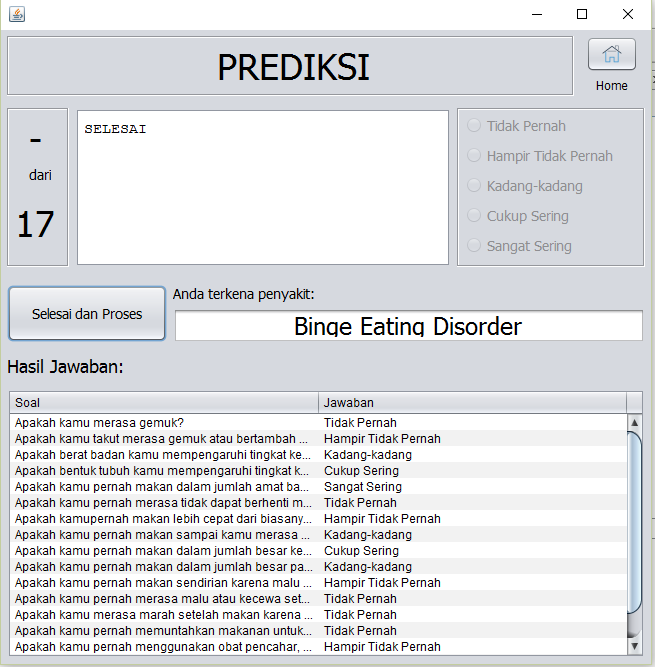 PREDIKSI
Home
-
dari
17
SELESAI
Tidak Pernah
Hampir Tidak Pernah
Kadang-kadang
Cukup Sering
Sangat Sering
Selesai dan Proses
Anda terkena penyakit:
Binge Eating Disorder
Hasil Jawaban:
Soal Jawaban
Apakah kamu merasa gemuk? Tidak Pernah
Apakah kamu takut merasa gemuk atau bertambah ... Hampir Tidak Pernah
Apakah berat badan kamu mempengaruhi tingkat ke... Kadang-kadang
Apakah bentuk tubuh kamu mempengaruhi tingkat k... Cukup Sering
Apakah kamu pernah makan dalam jumlah amat ba... Sangat Sering
Apakah kamu pernah merasa tidak dapat berhenti m... Tidak Pernah
Apakah kamupernah makan lebih cepat dari biasany... Hampir Tidak Pernah
Apakah kamu pernah makan sampai kamu merasa ... Kadang-kadang
Apakah kamu pernah makan dalam jumlah besar ke... Cukup Sering
Apakah kamu pernah makan dalam jumlah besar pa... Kadang-kadang
Apakah kamu pernah makan sendirian karena malu ... Hampir Tidak Pernah
Apakah kamu pernah merasa malu atau kecewa set... Tidak Pernah
Apakah kamu merasa marah setelah makan karena ... Tidak Pernah
Apakah kamu pernah memuntahkan makanan untuk... Tidak Pernah
Apakah kamu pernah menggunakan obat pencahar, ... Hampir Tidak Pernah